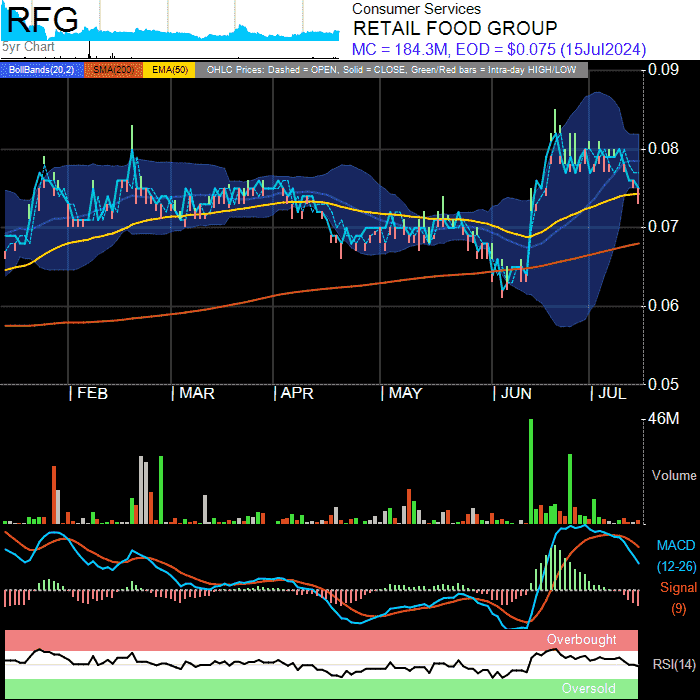 RFG
5yr Chart
Consumer Services
RETAIL FOOD GROUP
MC = 184.3M, EOD = $0.075 (15Jul2024)
BollBands(20,2) SMA(200) EMA(50) OHLC Prices: Dashed = OPEN, Solid = CLOSE, Green/Red bars = Intra-day HIGH/LOW
0.09
0.08
0.07
0.06
0.05
| FEB | MAR | APR | MAY | JUN | JUL
46M
Volume
MACD
(12-26)
Signal
(9)
Overbought
RSI(14)
Oversold